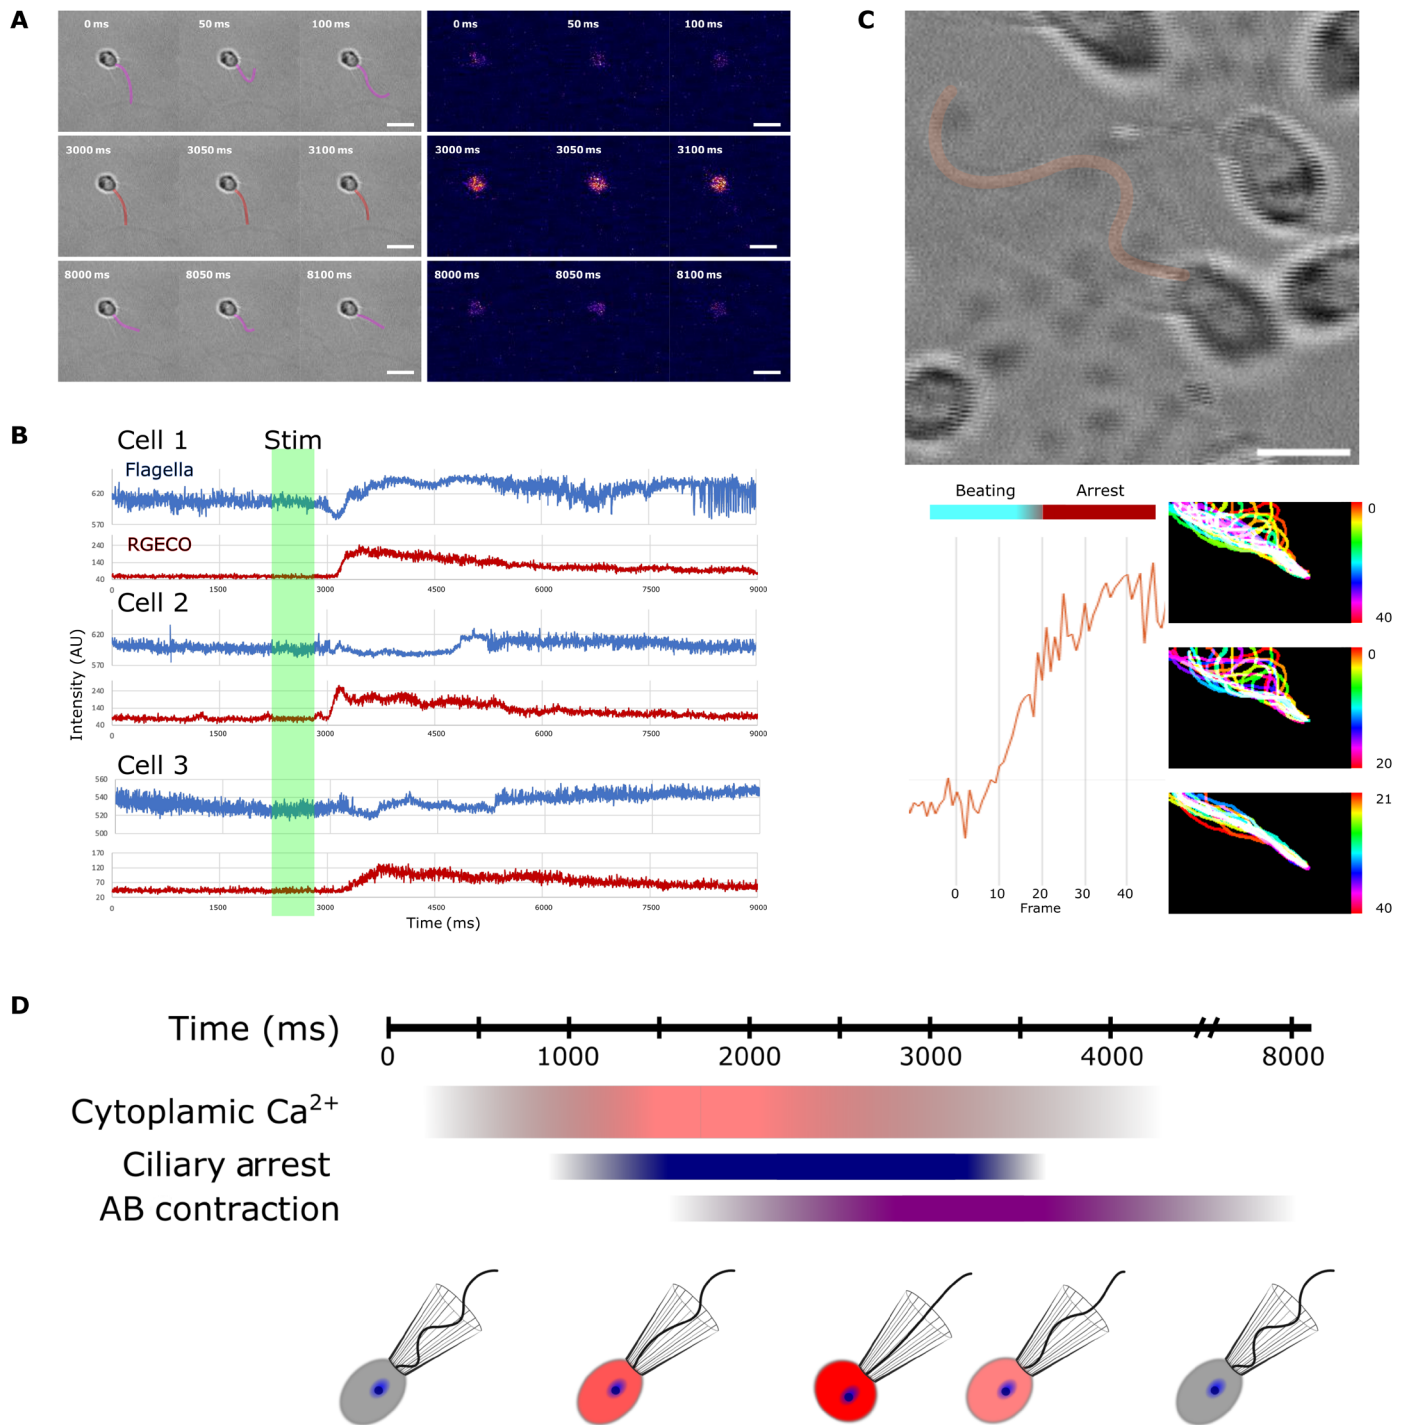 A
0 ms 50 ms 100 ms 0 ms 50 ms 100 ms
3000 ms 3050 ms 3100 ms 3000 ms 3050 ms 3100 ms
8000 ms 8050 ms 8100 ms 8000 ms 8050 ms 8100 ms
B
Cell 1 Stim
Flagella
620
570
RGECO
240
140
40
0 1500 3000 4500 6000 7500 9000
Cell 2
620
570
240
140
40
0 1500 3000 4500 6000 7500 9000
Cell 3
560
540
520
500
170
120
70
20
0 1500 3000 4500 6000 7500 9000
Intensity (AU)
Time (ms)
C
Beating Arrest
0 10 20 30 40
Frame
0
40
0
20
21
40
D
Time (ms)
0 1000 2000 3000 4000 8000
Cytoplamic Ca²⁺
Ciliary arrest
AB contraction